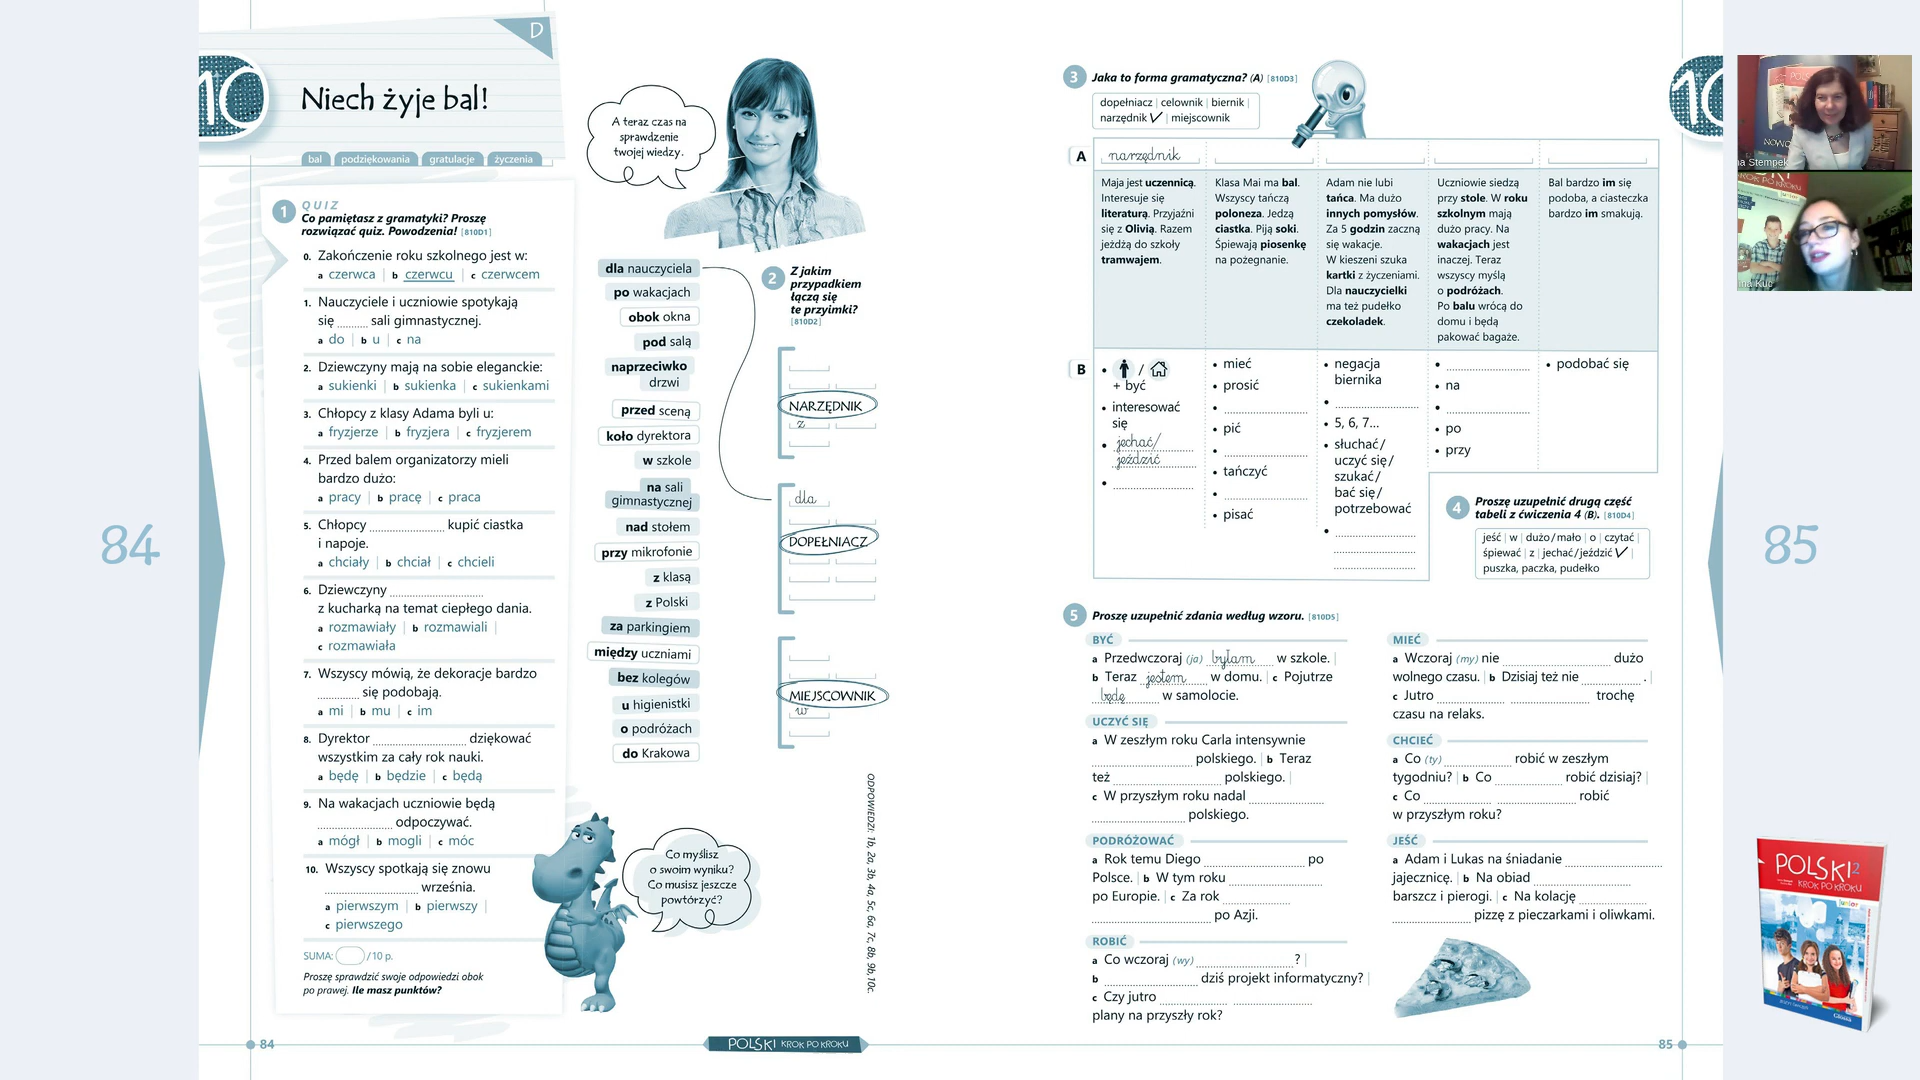 D
10
Niech żyje bal!
bal
podziękowania
gratulacje
życzenia
1
QUIZ
Co pamiętasz z gramatyki? Proszę
rozwiązać quiz. Powodzenia! [810D1]
0. Zakończenie roku szkolnego jest w:
a czerwca | b czerwcu | c czerwcem
1. Nauczyciele i uczniowie spotykają
się ........ sali gimnastycznej.
a do | b u | c na
2. Dziewczyny mają na sobie eleganckie:
a sukienki | b sukienka | c sukienkami
3. Chłopcy z klasy Adama byli u:
a fryzjerze | b fryzjera | c fryzjerem
4. Przed balem organizatorzy mieli
bardzo dużo:
a pracy | b pracę | c praca
5. Chłopcy .................... kupić ciastka
i napoje.
a chciały | b chciał | c chcieli
6. Dziewczyny ........................
z kucharką na temat ciepłego dania.
a rozmawiały | b rozmawiali |
c rozmawiała
7. Wszyscy mówią, że dekoracje bardzo
.......... się podobają.
a mi | b mu | c im
8. Dyrektor ........................ dziękować
wszystkim za cały rok nauki.
a będę | b będzie | c będą
9. Na wakacjach uczniowie będą
.................... odpoczywać.
a mógł | b mogli | c móc
10. Wszyscy spotkają się znowu
........................ września.
a pierwszym | b pierwszy |
c pierwszego
SUMA: /10 p.
Proszę sprawdzić swoje odpowiedzi obok
po prawej. Ile masz punktów?
A teraz czas na
sprawdzenie
twojej wiedzy.
dla nauczyciela
po wakacjach
obok okna
pod salą
naprzeciwko
drzwi
przed sceną
koło dyrektora
w szkole
na sali
gimnastycznej
nad stołem
przy mikrofonie
z klasą
z Polski
za parkingiem
między uczniami
bez kolegów
u higienistki
o podróżach
do Krakowa
2
Z jakim
przypadkiem
łączą się
te przyimki?
[810D2]
NARZĘDNIK
z
dla
DOPEŁNIACZ
MIEJSCOWNIK
w
Co myślisz
o swoim wyniku?
Co musisz jeszcze
powtórzyć?
ODPOWIEDZI: 1b, 2a, 3b, 4a, 5c, 6a, 7c, 8b, 9b, 10c.
84
84
POLSKI KROK PO KROKU
3
Jaka to forma gramatyczna? (A) [810D3]
dopełniacz | celownik | biernik |
narzędnik ✓ | miejscownik
10
A
narzędnik
Maja jest uczennicą.
Interesuje się
literaturą. Przyjaźni
się z Olivią. Razem
jeżdżą do szkoły
tramwajem.
Klasa Mai ma bal.
Wszyscy tańczą
poloneza. Jedzą
ciastka. Piją soki.
Śpiewają piosenkę
na pożegnanie.
Adam nie lubi
tańca. Ma dużo
innych pomysłów.
Za 5 godzin zaczną
się wakacje.
W kieszeni szuka
kartki z życzeniami.
Dla nauczycielki
ma też pudełko
czekoladek.
Uczniowie siedzą
przy stole. W roku
szkolnym mają
dużo pracy. Na
wakacjach jest
inaczej. Teraz
wszyscy myślą
o podróżach.
Po balu wrócą do
domu i będą
pakować bagaże.
Bal bardzo im się
podoba, a ciasteczka
bardzo im smakują.
B
• /
+ być
• interesować
się
• jechać/
jeździć
• ....................
• mieć
• prosić
• ....................
• pić
• ....................
• tańczyć
• ....................
• pisać
• negacja
biernika
• ....................
• 5, 6, 7...
• słuchać/
uczyć się/
szukać/
bać się/
potrzebować
• ....................
....................
....................
• ....................
• na
• ....................
• po
• przy
• podobać się
4
Proszę uzupełnić drugą część
tabeli z ćwiczenia 4 (B). [810D4]
jeść | w | dużo/mało | o | czytać |
śpiewać | z | jechać/jeździć ✓ |
puszka, paczka, pudełko
5
Proszę uzupełnić zdania według wzoru. [810D5]
BYĆ
a Przedwczoraj (ja) byłam w szkole. |
b Teraz jestem w domu. | c Pojutrze
będę w samolocie.
UCZYĆ SIĘ
a W zeszłym roku Carla intensywnie
.......................... polskiego. | b Teraz
też .......................... polskiego. |
c W przyszłym roku nadal ....................
........................ polskiego.
PODRÓŻOWAĆ
a Rok temu Diego .......................... po
Polsce. | b W tym roku ........................
po Europie. | c Za rok ........................
.............................. po Azji.
ROBIĆ
a Co wczoraj (wy) ........................? |
b ........................ dziś projekt informatyczny? |
c Czy jutro .................... ....................
plany na przyszły rok?
MIEĆ
a Wczoraj (my) nie .......................... dużo
wolnego czasu. | b Dzisiaj też nie ................ . |
c Jutro ................ .................... trochę
czasu na relaks.
CHCIEĆ
a Co (ty) ................ robić w zeszłym
tygodniu? | b Co ................ robić dzisiaj? |
c Co ................ .................... robić
w przyszłym roku?
JEŚĆ
a Adam i Lukas na śniadanie ........................
jajecznicę. | b Na obiad ........................
barszcz i pierogi. | c Na kolację ................
.................... pizzę z pieczarkami i oliwkami.
85
85
na Stempek
POLSKI 2
KROK PO KROKU
junior